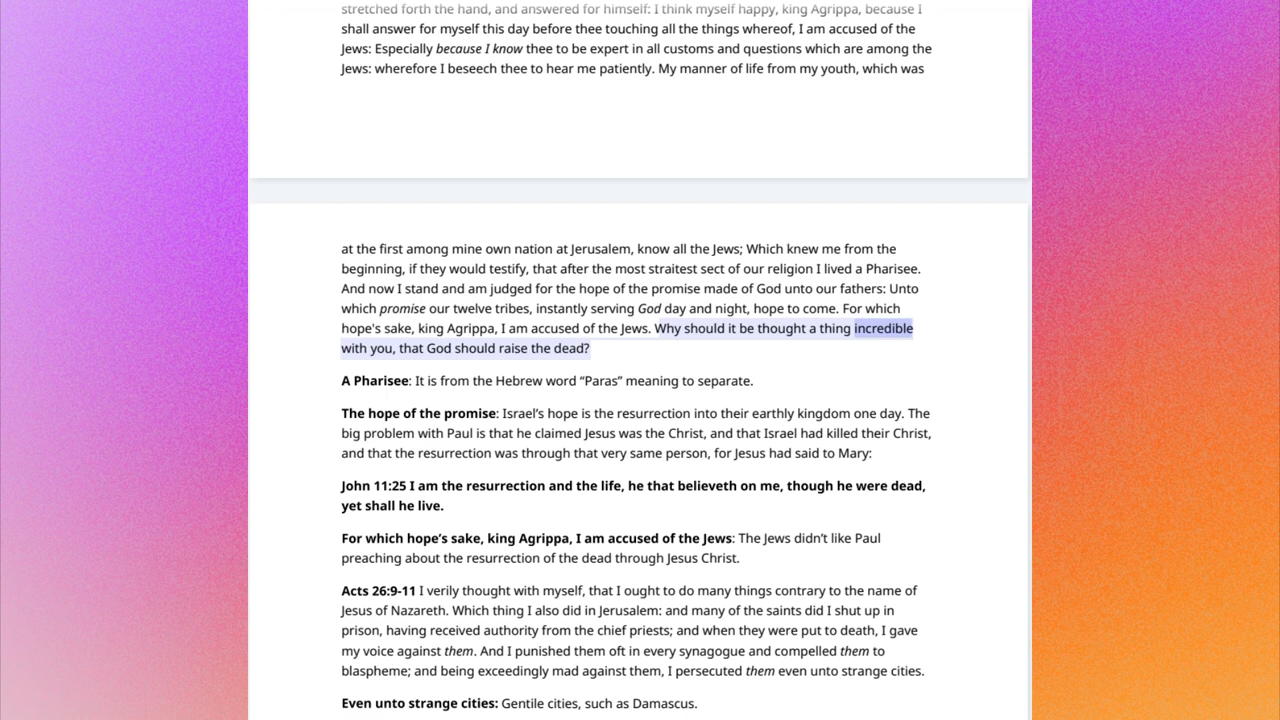 stretched forth the hand, and answered for himself: I think myself happy, king Agrippa, because I
shall answer for myself this day before thee touching all the things whereof, I am accused of the
Jews: Especially because I know thee to be expert in all customs and questions which are among the
Jews: wherefore I beseech thee to hear me patiently. My manner of life from my youth, which was
at the first among mine own nation at Jerusalem, know all the Jews; Which knew me from the
beginning, if they would testify, that after the most straitest sect of our religion I lived a Pharisee.
And now I stand and am judged for the hope of the promise made of God unto our fathers: Unto
which promise our twelve tribes, instantly serving God day and night, hope to come. For which
hope's sake, king Agrippa, I am accused of the Jews. Why should it be thought a thing incredible
with you, that God should raise the dead?
A Pharisee: It is from the Hebrew word “Paras” meaning to separate.
The hope of the promise: Israel’s hope is the resurrection into their earthly kingdom one day. The
big problem with Paul is that he claimed Jesus was the Christ, and that Israel had killed their Christ,
and that the resurrection was through that very same person, for Jesus had said to Mary:
John 11:25 I am the resurrection and the life, he that believeth on me, though he were dead,
yet shall he live.
For which hope’s sake, king Agrippa, I am accused of the Jews: The Jews didn’t like Paul
preaching about the resurrection of the dead through Jesus Christ.
Acts 26:9-11 I verily thought with myself, that I ought to do many things contrary to the name of
Jesus of Nazareth. Which thing I also did in Jerusalem: and many of the saints did I shut up in
prison, having received authority from the chief priests; and when they were put to death, I gave
my voice against them. And I punished them oft in every synagogue and compelled them to
blaspheme; and being exceedingly mad against them, I persecuted them even unto strange cities.
Even unto strange cities: Gentile cities, such as Damascus.